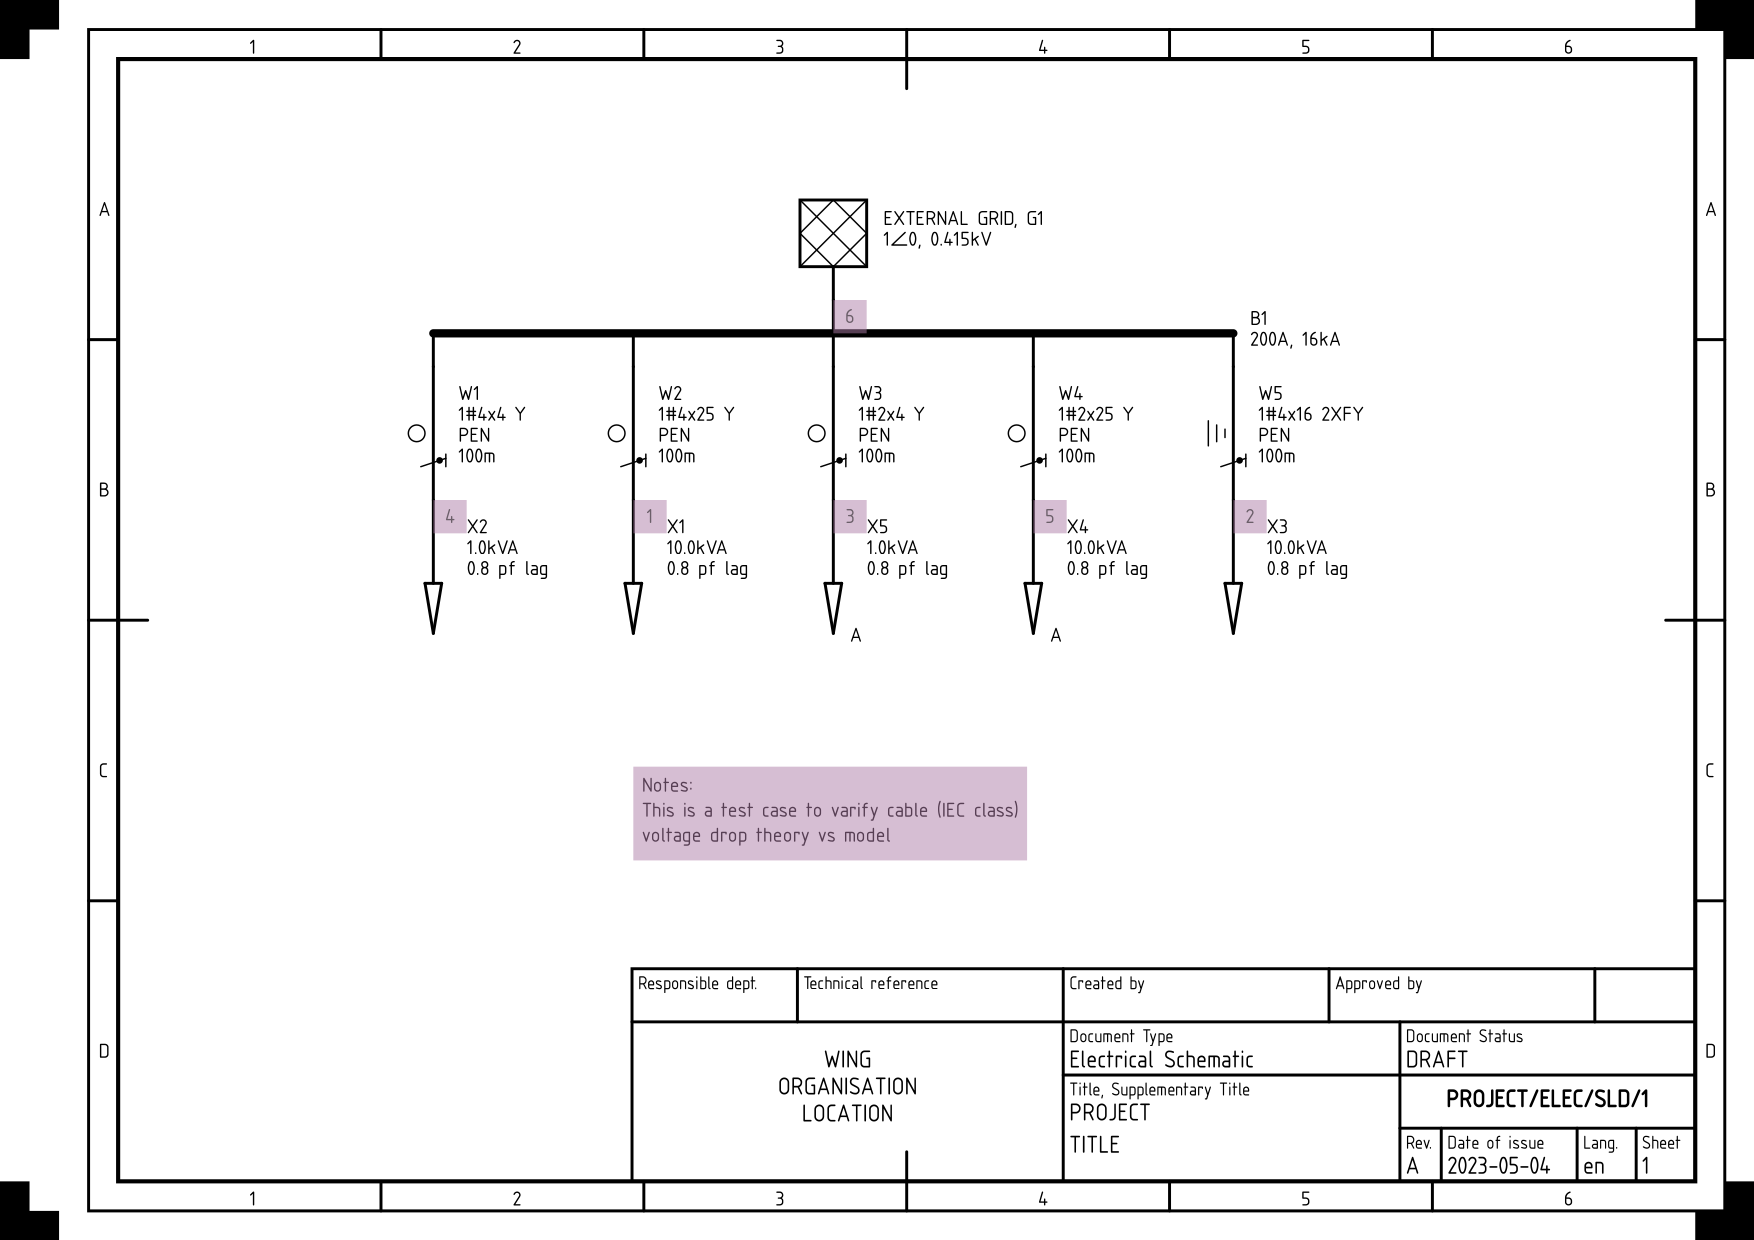 1 2 3 4 5 6
A A
EXTERNAL GRID, G1
1∠0, 0.415kV
6
B1
200A, 16kA
W1
1#4x4 Y
PEN
100m
W2
1#4x25 Y
PEN
100m
W3
1#2x4 Y
PEN
100m
W4
1#2x25 Y
PEN
100m
W5
1#4x16 2XFY
PEN
100m
B B
4
X2
1.0kVA
0.8 pf lag
1
X1
10.0kVA
0.8 pf lag
3
X5
1.0kVA
0.8 pf lag
A
5
X4
10.0kVA
0.8 pf lag
A
2
X3
10.0kVA
0.8 pf lag
C C
Notes:
This is a test case to varify cable (IEC class)
voltage drop theory vs model
Responsible dept.
Technical reference
Created by
Approved by
D D
WING
ORGANISATION
LOCATION
Document Type
Electrical Schematic
Document Status
DRAFT
Title, Supplementary Title
PROJECT
TITLE
PROJECT/ELEC/SLD/1
Rev.
A
Date of issue
2023-05-04
Lang.
en
Sheet
1
1 2 3 4 5 6